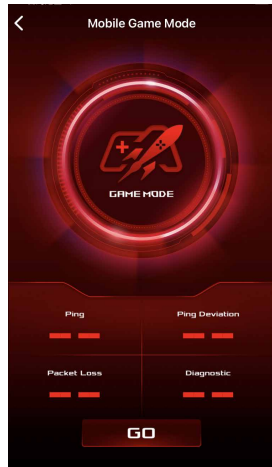 Mobile Game Mode
GAME MODE
Ping
Ping Deviation
-- --
-- --
Packet Loss
Diagnostic
-- --
-- --
GO